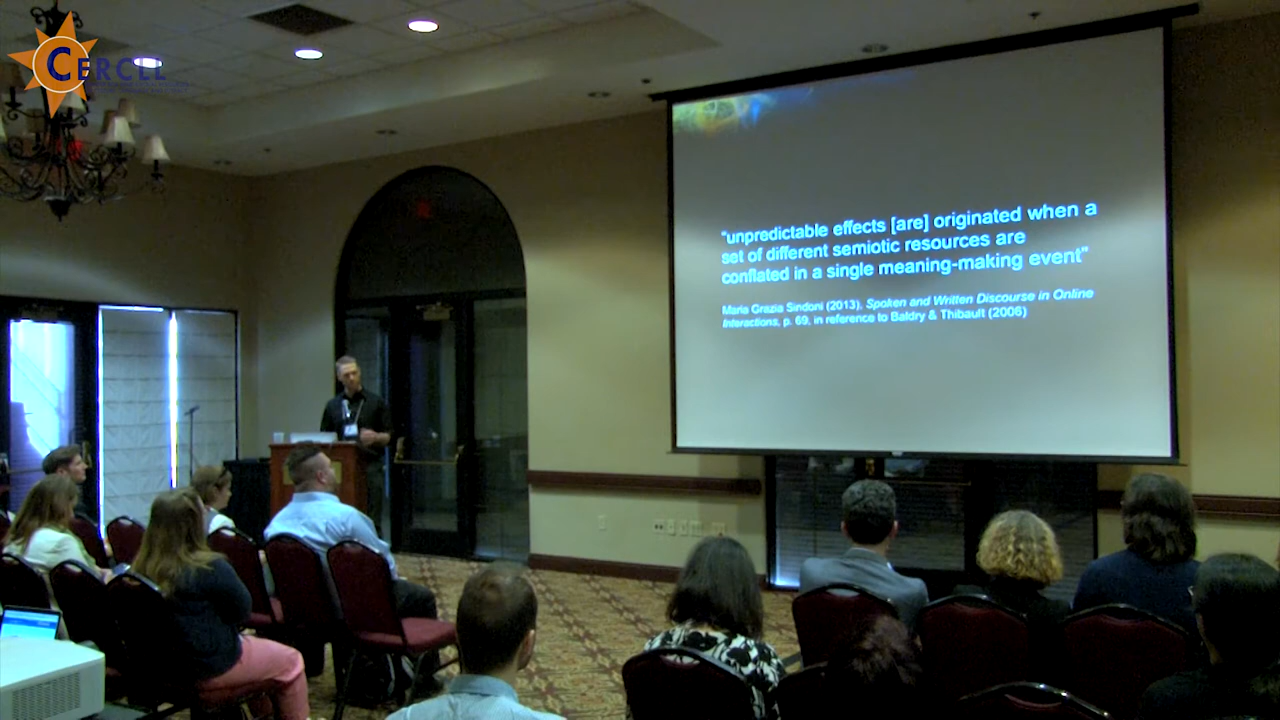 CERCLL
“unpredictable effects [are] originated when a
set of different semiotic resources are
conflated in a single meaning-making event”
Maria Grazia Sindoni (2013), Spoken and Written Discourse in Online
Interactions, p. 69, in reference to Baldry & Thibault (2006)